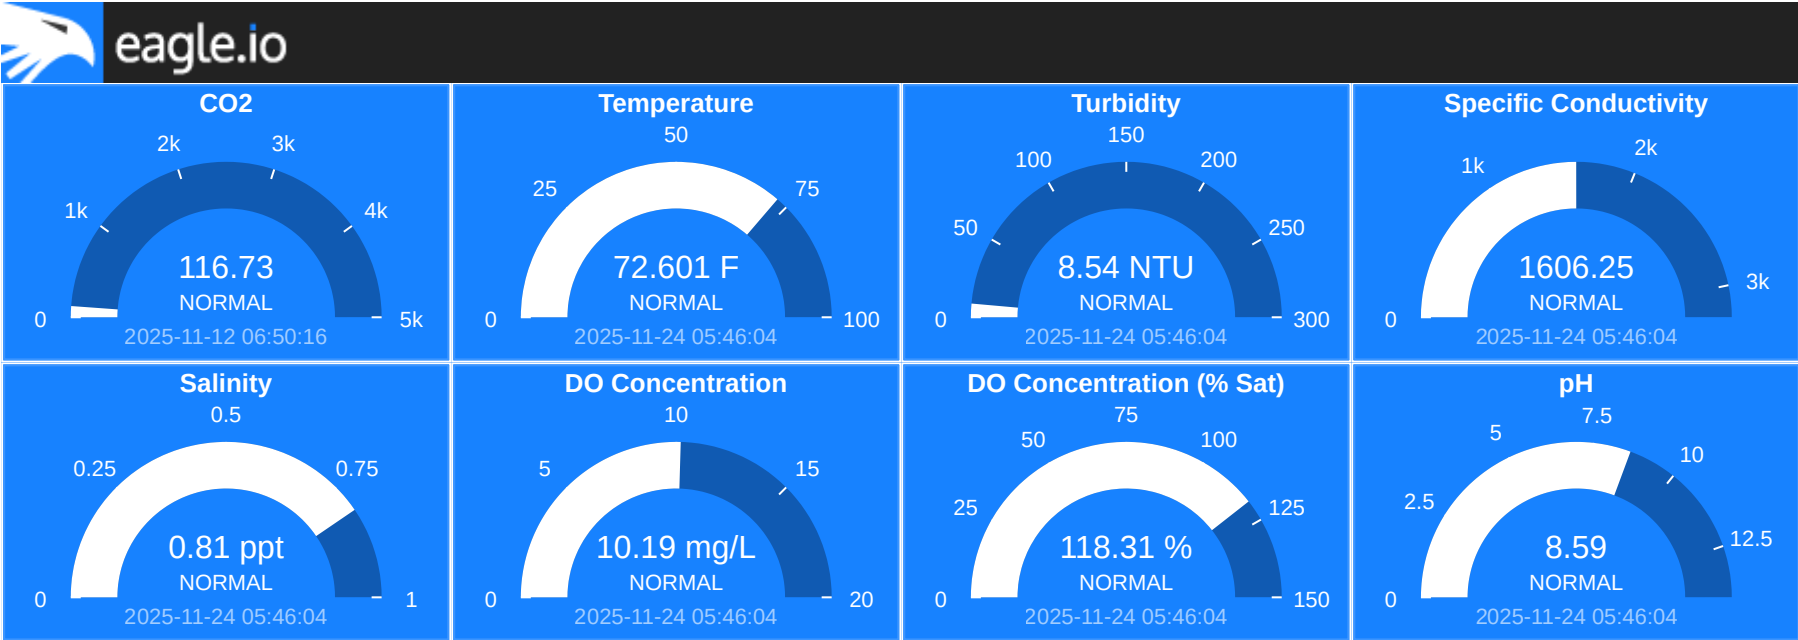 eagle.io
CO2
2k 3k
1k 4k
116.73
NORMAL
0 5k
2025-11-12 06:50:16
Temperature
50
25 75
72.601 F
NORMAL
0 100
2025-11-24 05:46:04
Turbidity
150
100 200
50 250
8.54 NTU
NORMAL
0 300
2025-11-24 05:46:04
Specific Conductivity
2k
1k
3k
1606.25
NORMAL
0
2025-11-24 05:46:04
Salinity
0.5
0.25 0.75
0.81 ppt
NORMAL
0 1
2025-11-24 05:46:04
DO Concentration
10
5 15
10.19 mg/L
NORMAL
0 20
2025-11-24 05:46:04
DO Concentration (% Sat)
75
50 100
25 125
118.31 %
NORMAL
0 150
2025-11-24 05:46:04
pH
7.5
5 10
2.5 12.5
8.59
NORMAL
0
2025-11-24 05:46:04